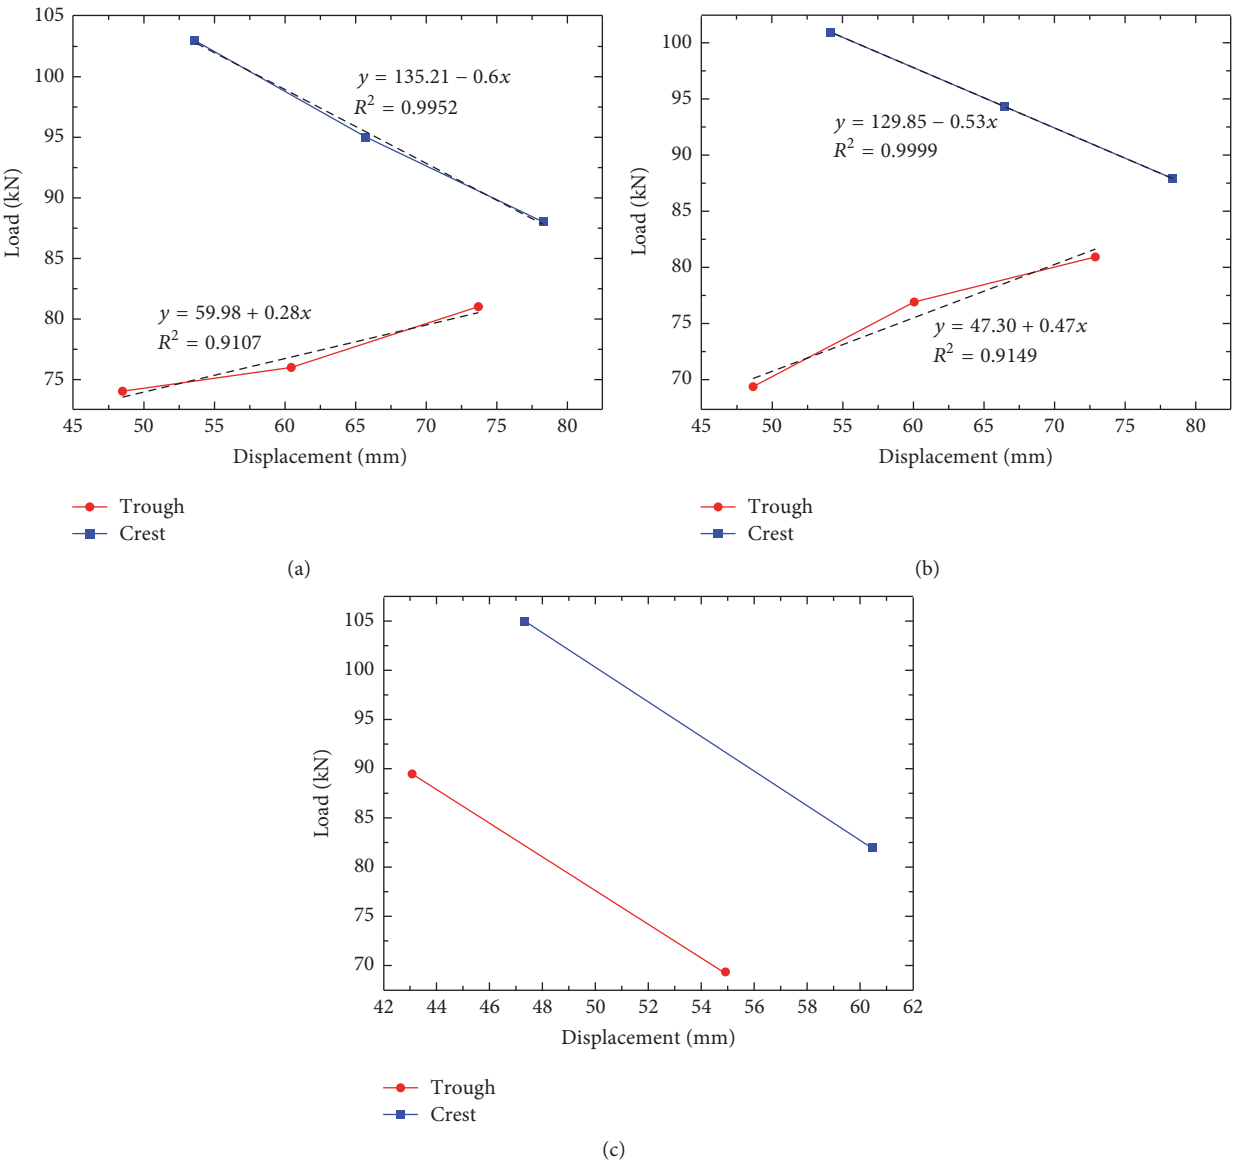 105
100
95
90
85
80
75
Load (kN)
y = 135.21 − 0.6x
R² = 0.9952
y = 59.98 + 0.28x
R² = 0.9107
45 50 55 60 65 70 75 80
Displacement (mm)
Trough
Crest
(a)
100
95
90
85
80
75
70
Load (kN)
y = 129.85 − 0.53x
R² = 0.9999
y = 47.30 + 0.47x
R² = 0.9149
45 50 55 60 65 70 75 80
Displacement (mm)
Trough
Crest
(b)
105
100
95
90
85
80
75
70
Load (kN)
42 44 46 48 50 52 54 56 58 60 62
Displacement (mm)
Trough
Crest
(c)